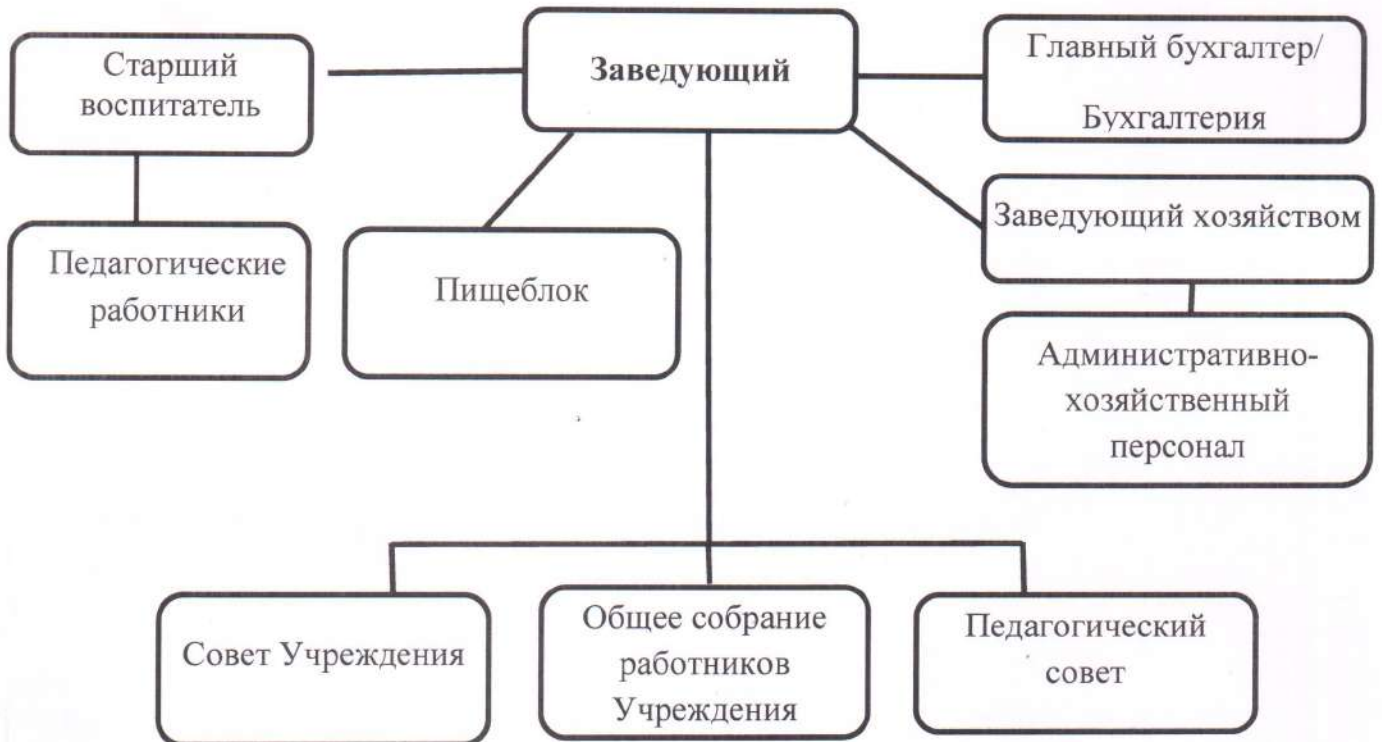 Старший
воспитатель
Заведующий
Главный бухгалтер/
Бухгалтерия
Педагогические
работники
Пищеблок
Заведующий хозяйством
Административно-
хозяйственный
персонал
Совет Учреждения
Общее собрание
работников
Учреждения
Педагогический
совет